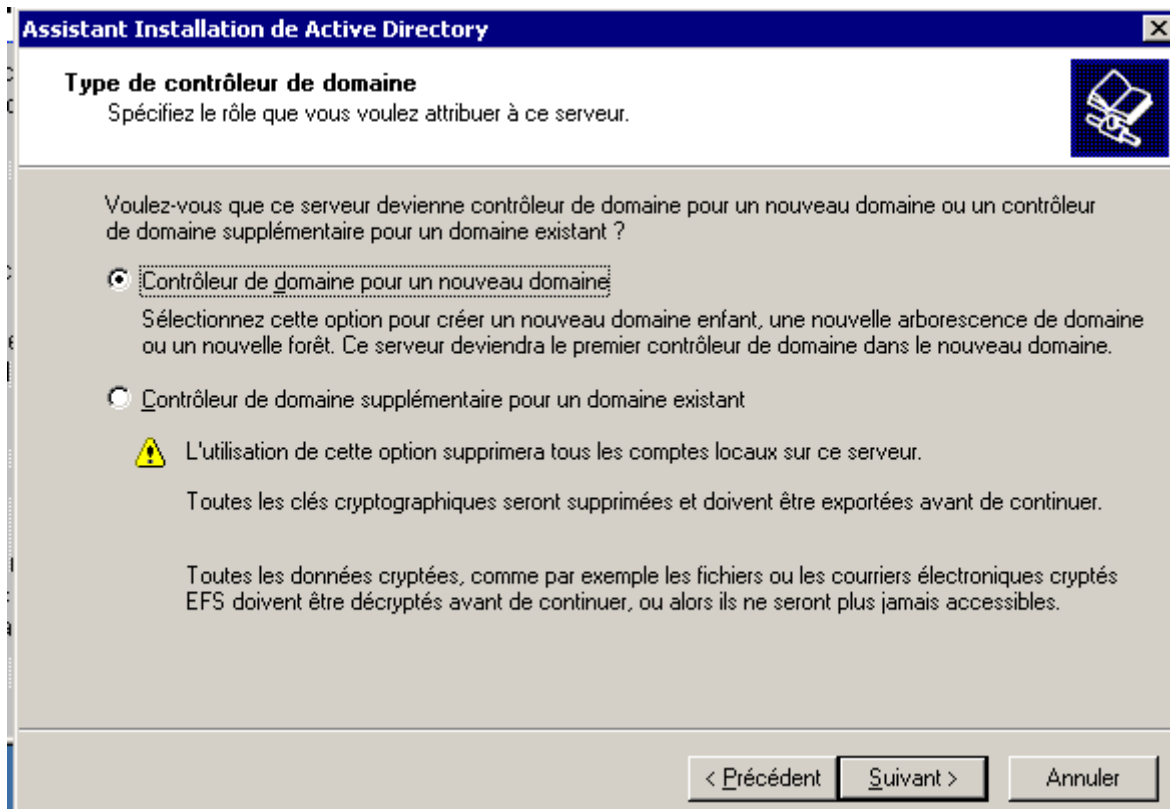 Assistant Installation de Active Directory
Type de contrôleur de domaine
Spécifiez le rôle que vous voulez attribuer à ce serveur.
Voulez-vous que ce serveur devienne contrôleur de domaine pour un nouveau domaine ou un contrôleur
de domaine supplémentaire pour un domaine existant ?
Contrôleur de domaine pour un nouveau domaine
Sélectionnez cette option pour créer un nouveau domaine enfant, une nouvelle arborescence de domaine
ou un nouvelle forêt. Ce serveur deviendra le premier contrôleur de domaine dans le nouveau domaine.
Contrôleur de domaine supplémentaire pour un domaine existant
L'utilisation de cette option supprimera tous les comptes locaux sur ce serveur.
Toutes les clés cryptographiques seront supprimées et doivent être exportées avant de continuer.
Toutes les données cryptées, comme par exemple les fichiers ou les courriers électroniques cryptés
EFS doivent être décryptés avant de continuer, ou alors ils ne seront plus jamais accessibles.
< Précédent
Suivant >
Annuler